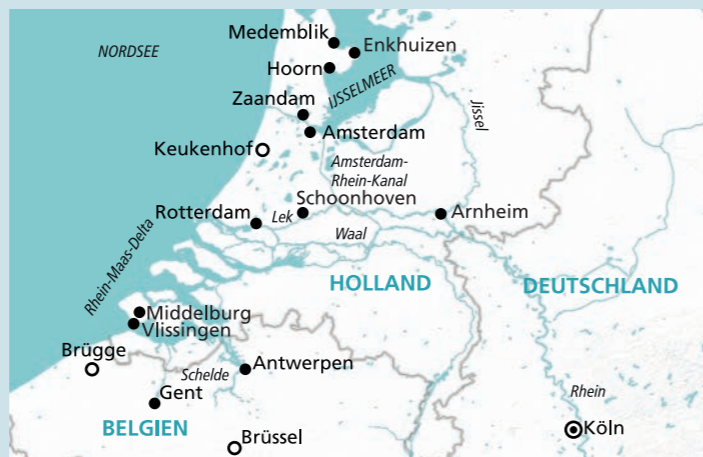 Medemblik
NORDSEE
Enkhuizen
Hoorn
IJSSELMEER
Zaandam
Jissel
Amsterdam
Keukenhof
Amsterdam-
Rhein-Kanal
Schoonhoven
Rotterdam
Lek
Arnheim
Waal
Rhein-Maas-Delta
HOLLAND
DEUTSCHLAND
Middelburg
Vlissingen
Brügge
Antwerpen
Schelde
Gent
Rhein
BELGIEN
Köln
Brüssel